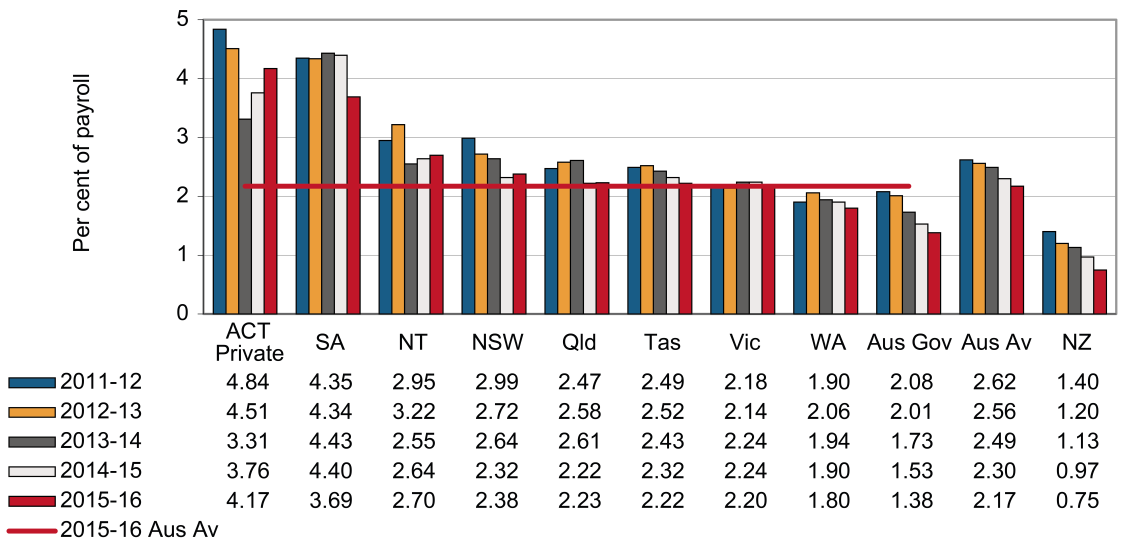 Per cent of payroll
5
4
3
2
1
0
ACT Private SA NT NSW Qld Tas Vic WA Aus Gov Aus Av NZ
2011-12 4.84 4.35 2.95 2.99 2.47 2.49 2.18 1.90 2.08 2.62 1.40
2012-13 4.51 4.34 3.22 2.72 2.58 2.52 2.14 2.06 2.01 2.56 1.20
2013-14 3.31 4.43 2.55 2.64 2.61 2.43 2.24 1.94 1.73 2.49 1.13
2014-15 3.76 4.40 2.64 2.32 2.22 2.32 2.24 1.90 1.53 2.30 0.97
2015-16 4.17 3.69 2.70 2.38 2.23 2.22 2.20 1.80 1.38 2.17 0.75
2015-16 Aus Av